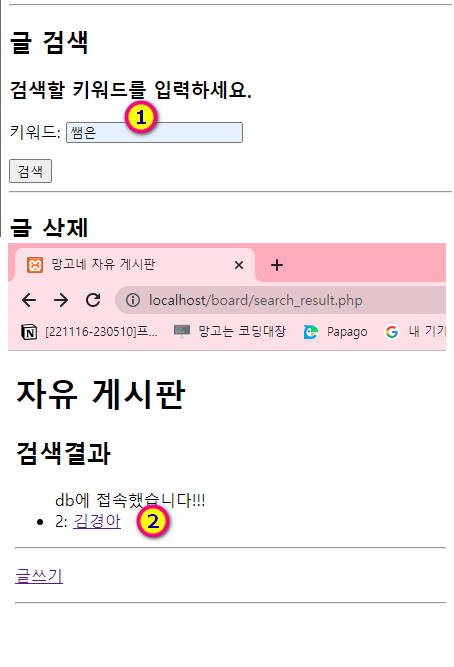 글 검색
검색할 키워드를 입력하세요.
1
키워드: 쌤은
검색
글 삭제
망고네 자유 게시판
localhost/board/search_result.php
[221116-230510]프... 망고는 코딩대장 Papago 내 기기
자유 게시판
검색결과
db에 접속했습니다!!!
2: 김경아 2
글쓰기